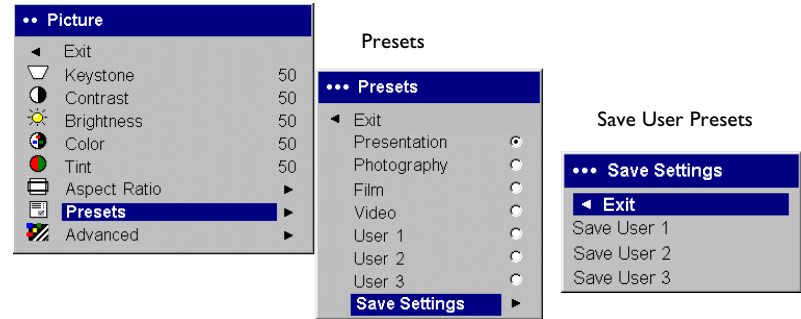 •• Picture
◄ Exit
Keystone 50
Contrast 50
Brightness 50
Color 50
Tint 50
Aspect Ratio ►
Presets ►
Advanced ►
Presets
••• Presets
◄ Exit
Presentation
Photography
Film
Video
User 1
User 2
User 3
Save Settings ►
Save User Presets
••• Save Settings
◄ Exit
Save User 1
Save User 2
Save User 3